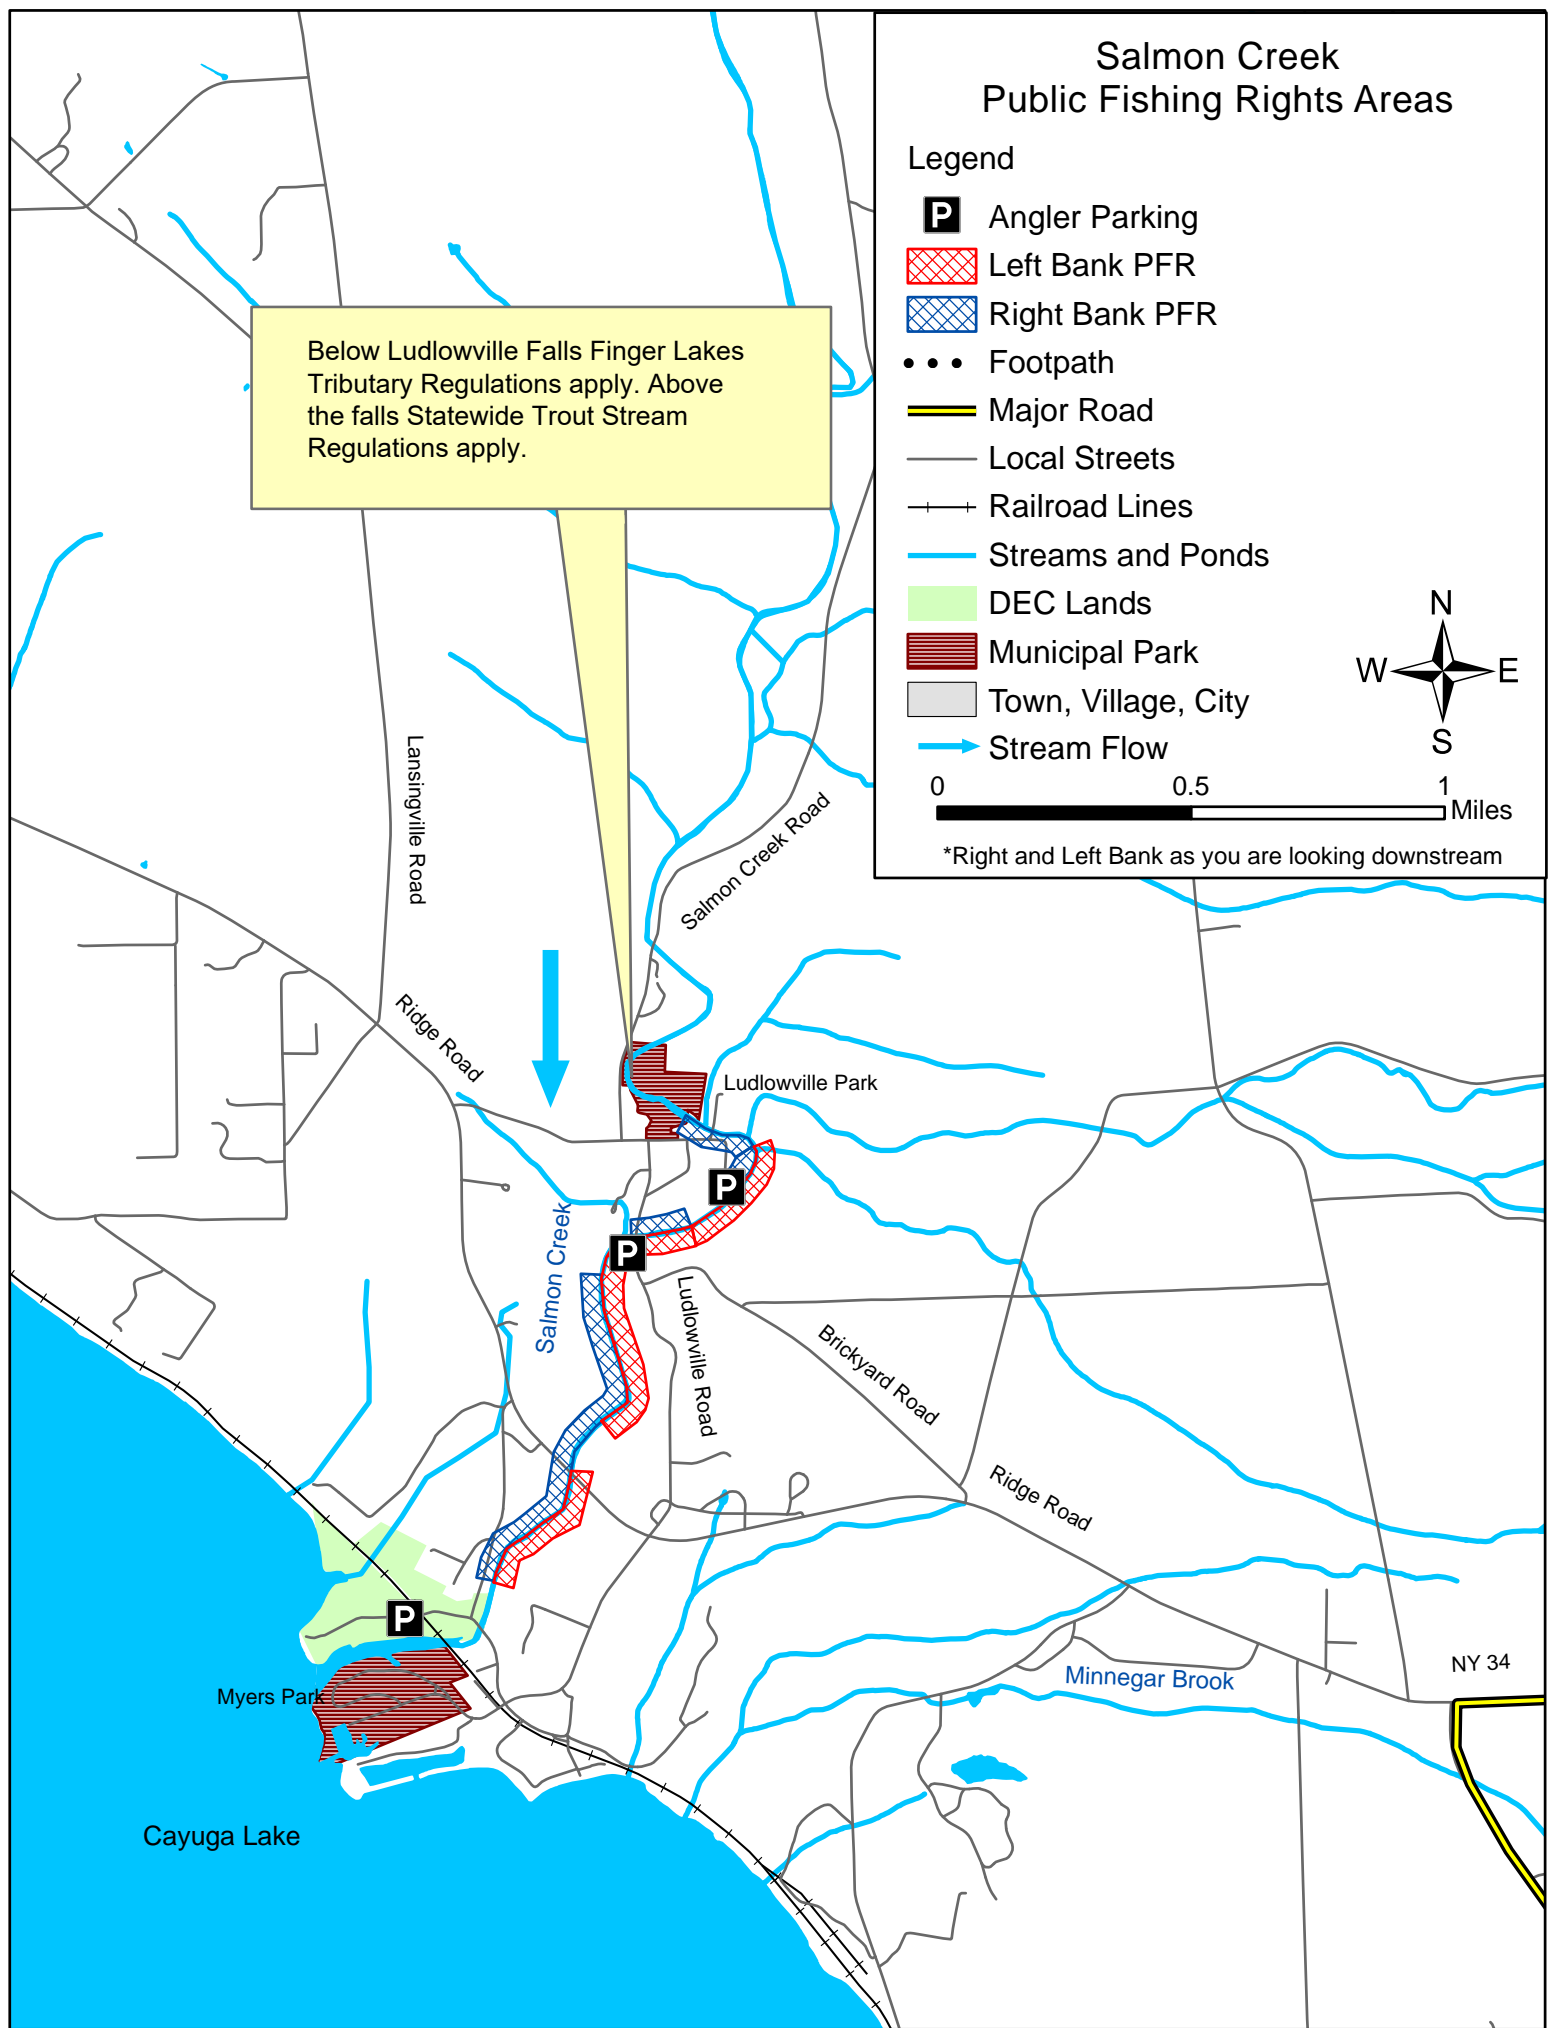 Salmon Creek
Public Fishing Rights Areas
Legend
P Angler Parking
Left Bank PFR
Right Bank PFR
Footpath
Major Road
Local Streets
Railroad Lines
Streams and Ponds
DEC Lands
Municipal Park
Town, Village, City
Stream Flow
N
W E
S
0 0.5 1
Miles
*Right and Left Bank as you are looking downstream
Below Ludlowville Falls Finger Lakes
Tributary Regulations apply. Above
the falls Statewide Trout Stream
Regulations apply.
Lansingville Road
Salmon Creek Road
Ridge Road
Ludlowville Park
P
Salmon Creek
P
Ludlowville Road
Brickyard Road
Ridge Road
P
Minnegar Brook
NY 34
Myers Park
Cayuga Lake